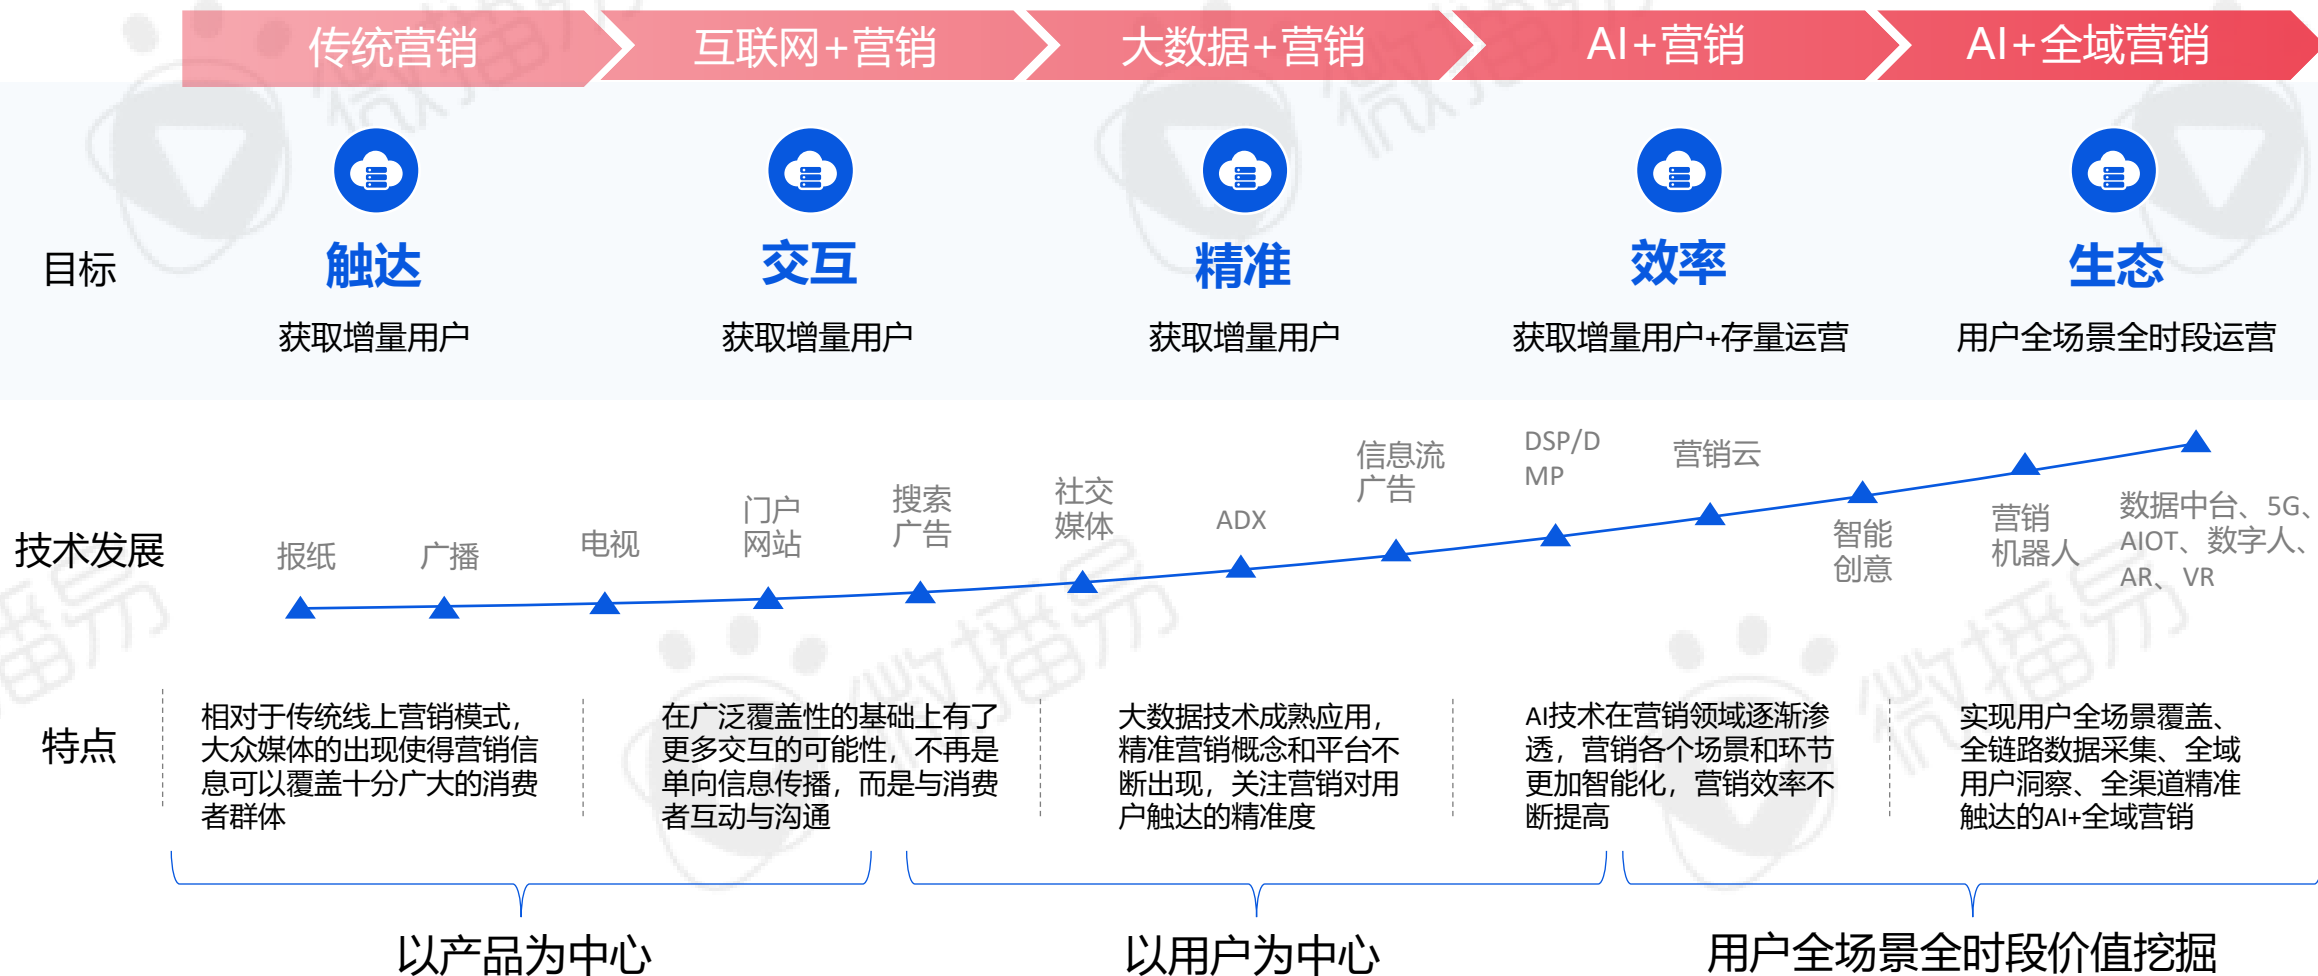 传统营销
互联网+营销
大数据+营销
AI+营销
AI+全域营销
目标
触达
交互
精准
效率
生态
获取增量用户
获取增量用户
获取增量用户
获取增量用户+存量运营
用户全场景全时段运营
技术发展
报纸
广播
电视
门户
网站
搜索
广告
社交
媒体
ADX
信息流
广告
DSP/D
MP
营销云
智能
创意
营销
机器人
数据中台、5G、
AIOT、数字人、
AR、VR
特点
相对于传统线上营销模式，
大众媒体的出现使得营销信
息可以覆盖十分广大的消费
者群体
在广泛覆盖性的基础上有了
更多交互的可能性，不再是
单向信息传播，而是与消费
者互动与沟通
大数据技术成熟应用，
精准营销概念和平台不
断出现，关注营销对用
户触达的精准度
AI技术在营销领域逐渐渗
透，营销各个场景和环节
更加智能化，营销效率不
断提高
实现用户全场景覆盖、
全链路数据采集、全域
用户洞察、全渠道精准
触达的AI+全域营销
以产品为中心
以用户为中心
用户全场景全时段价值挖掘
微播易
微播易
播易
微播易
微播易